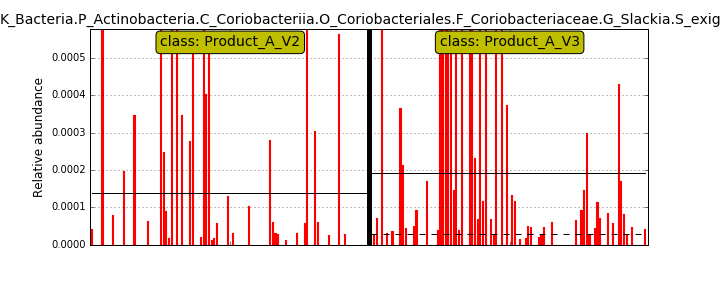 K_Bacteria.P_Actinobacteria.C_Coriobacteriia.O_Coriobacteriales.F_Coriobacteriaceae.G_Slackia.S_exig
class: Product_A_V2
class: Product_A_V3
0.0005
0.0004
0.0003
0.0002
0.0001
0.0000
Relative abundance